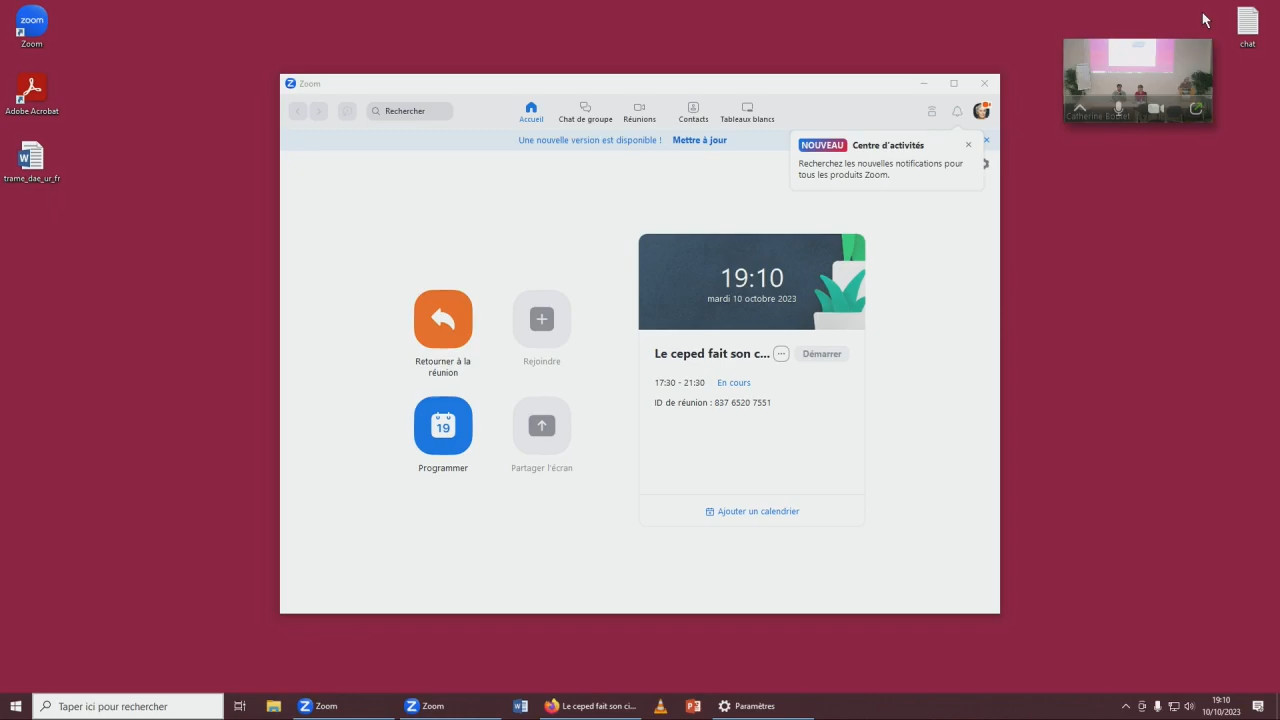 zoom
Zoom
Adobe Acrobat
trame_dae_ur_fr
chat
Zoom
Rechercher
Accueil
Chat de groupe
Réunions
Contacts
Tableaux blancs
Une nouvelle version est disponible !
Mettre à jour
NOUVEAU
Centre d'activités
Recherchez les nouvelles notifications pour
tous les produits Zoom.
19:10
mardi 10 octobre 2023
Le ceped fait son c...
Démarrer
17:30 - 21:30
En cours
ID de réunion : 837 6520 7551
Ajouter un calendrier
Retourner à la
réunion
Rejoindre
19
Programmer
Partager l'écran
Taper ici pour rechercher
Zoom
Zoom
Le ceped fait son ci...
Paramètres
19:10
10/10/2023